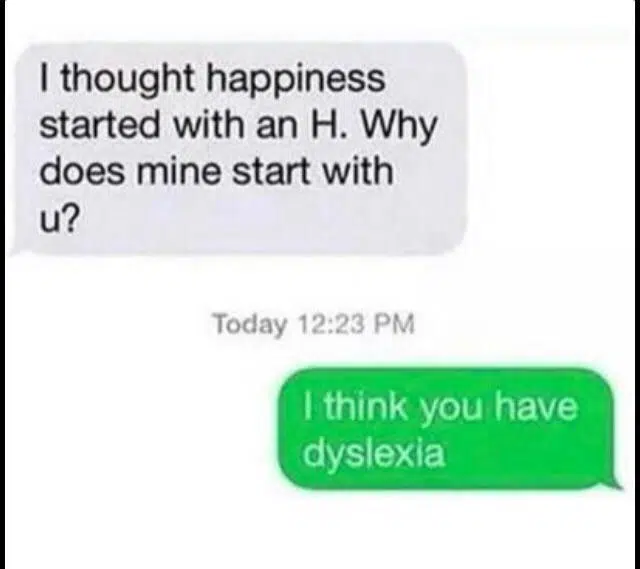 I thought happiness
started with an H. Why
does mine start with
u?
Today 12:23 PM
I think you have
dyslexia